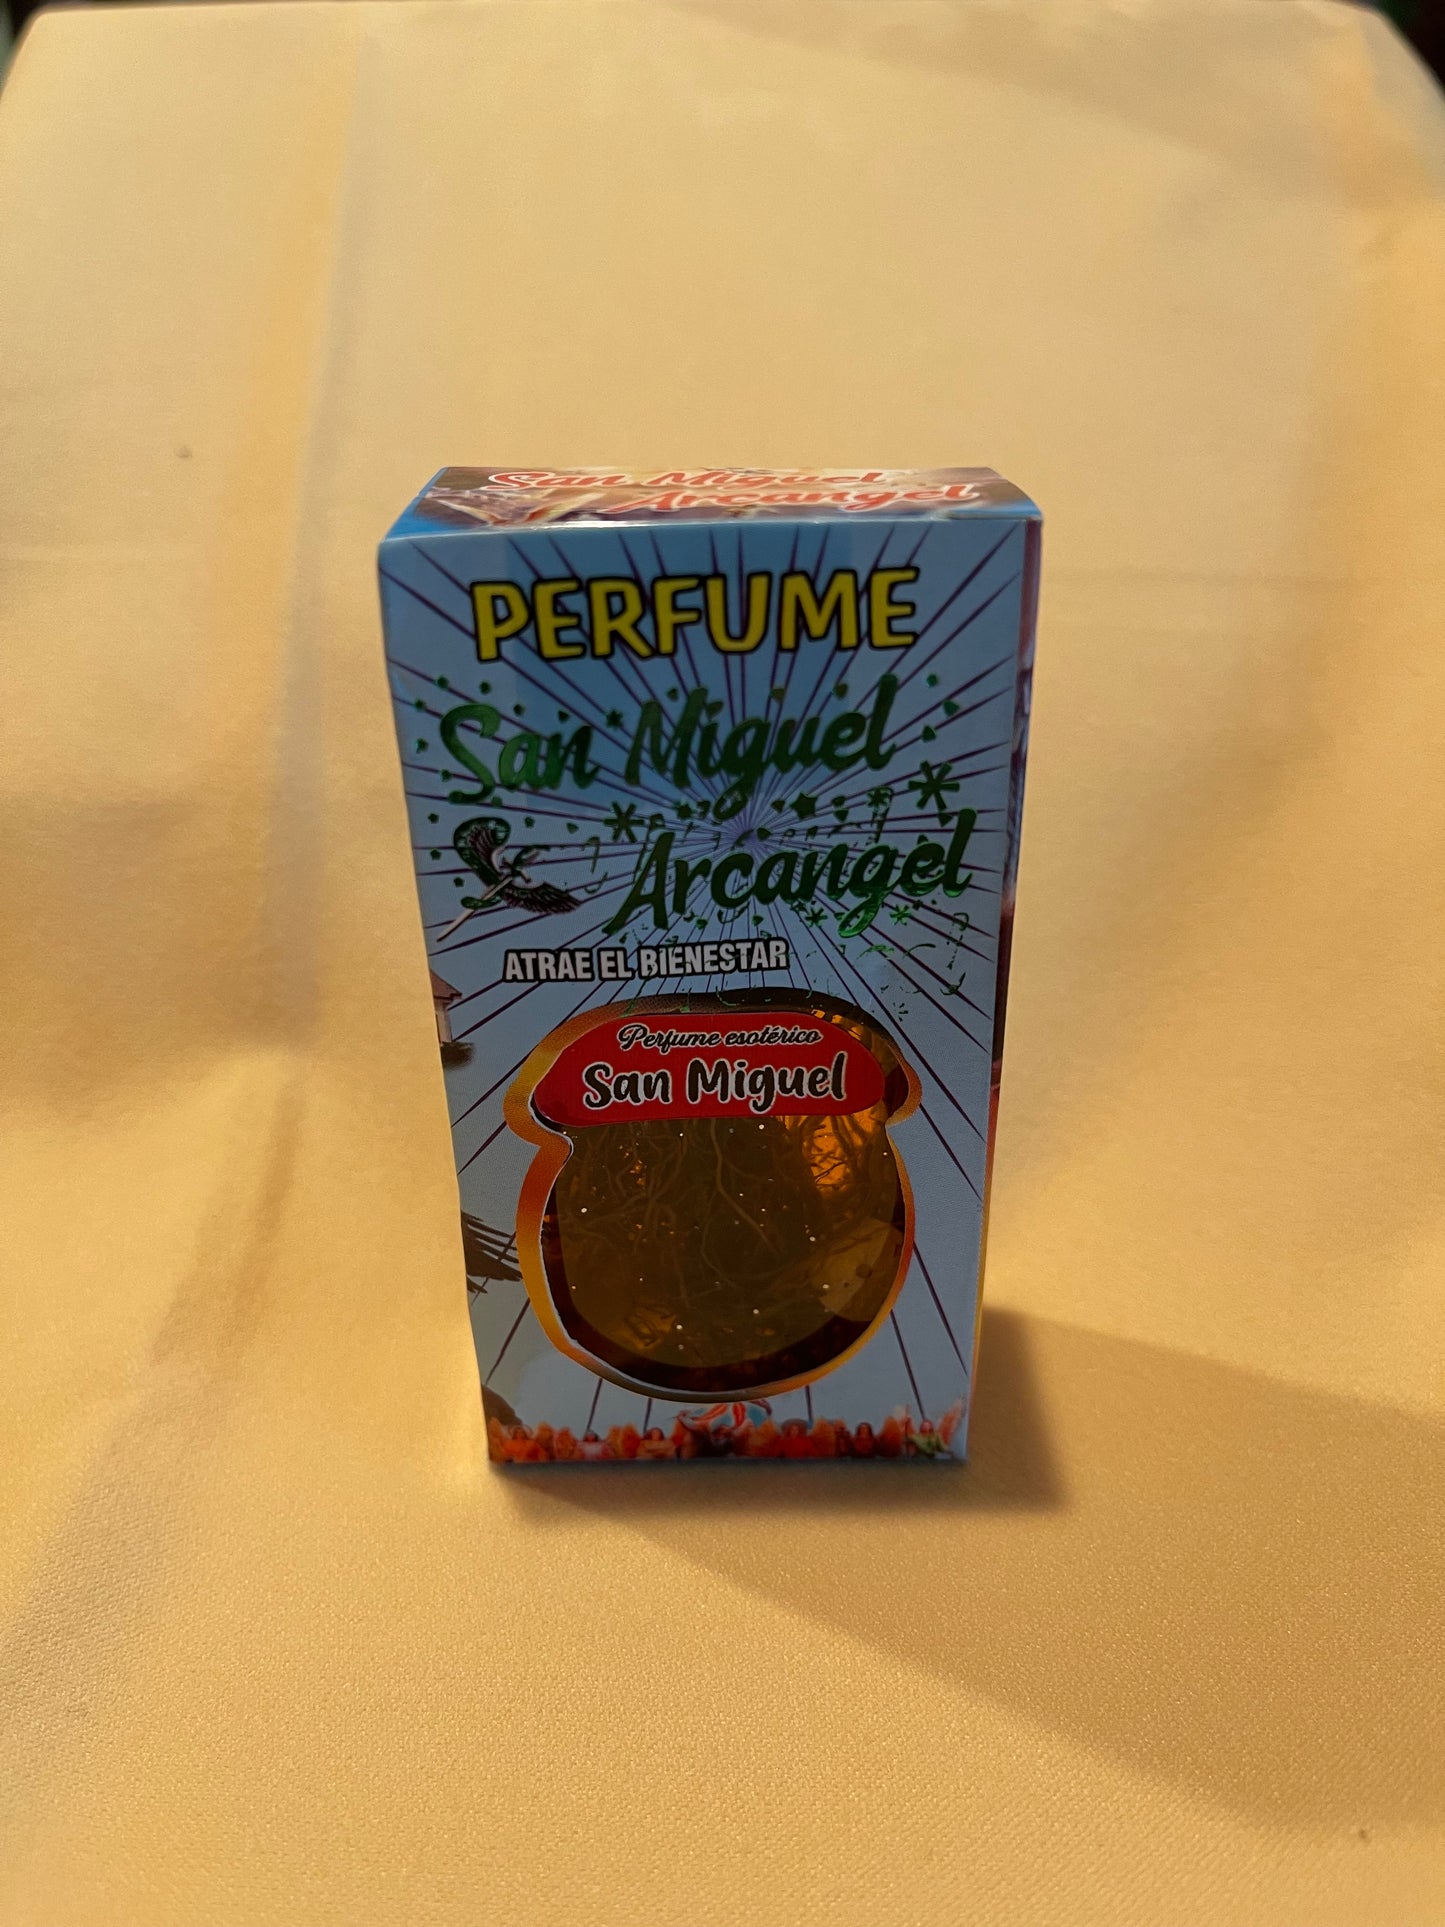 San Miguel
Arcangel
PERFUME
San Miguel
Arcangel
ATRAE EL BIENESTAR
Perfume esotérico
San Miguel